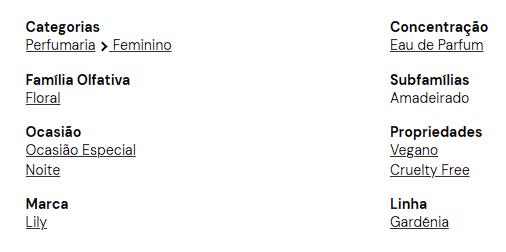 Categorias
Perfumaria > Feminino
Concentração
Eau de Parfum
Família Olfativa
Floral
Subfamílias
Amadeirado
Ocasião
Ocasião Especial
Noite
Propriedades
Vegano
Cruelty Free
Marca
Lily
Linha
Gardénia